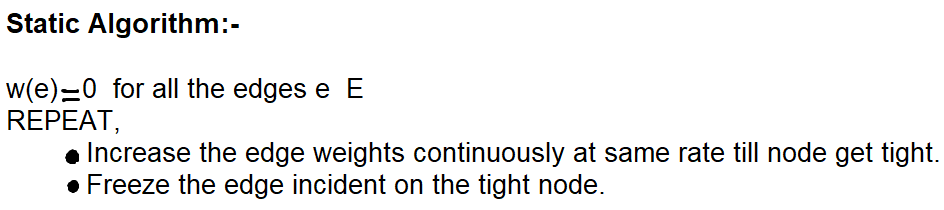 Static Algorithm:-
w(e)=0 for all the edges e E
REPEAT,
● Increase the edge weights continuously at same rate till node get tight.
● Freeze the edge incident on the tight node.